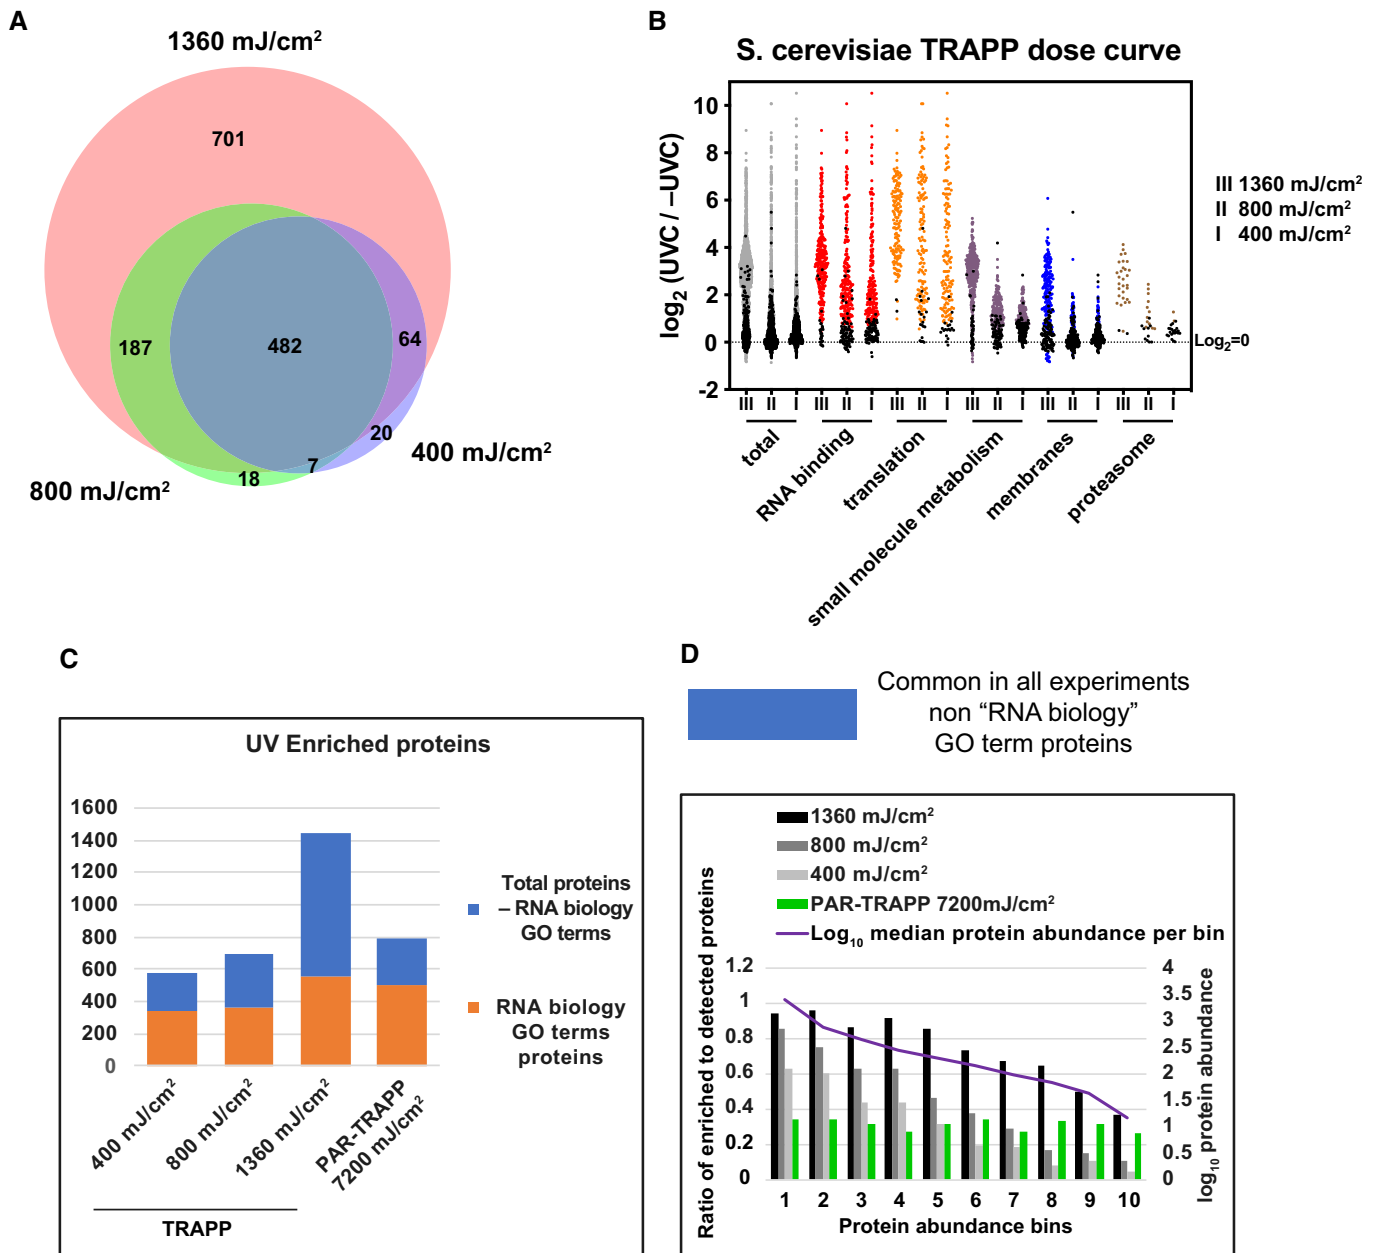 A
1360 mJ/cm²
701
187
482
64
20
7
18
400 mJ/cm²
800 mJ/cm²
B
S. cerevisiae TRAPP dose curve
log₂ (UVC / –UVC)
10
8
6
4
2
0
-2
Log₂=0
III 1360 mJ/cm²
II 800 mJ/cm²
I 400 mJ/cm²
III II I III II I III II I III II I III II I III II I
total
RNA binding
translation
small molecule metabolism
membranes
proteasome
C
UV Enriched proteins
1600
1400
1200
1000
800
600
400
200
0
Total proteins
– RNA biology
GO terms
RNA biology
GO terms
proteins
400 mJ/cm²
800 mJ/cm²
1360 mJ/cm²
PAR-TRAPP
7200 mJ/cm²
TRAPP
D
Common in all experiments
non “RNA biology”
GO term proteins
1360 mJ/cm²
800 mJ/cm²
400 mJ/cm²
PAR-TRAPP 7200mJ/cm²
Log₁₀ median protein abundance per bin
Ratio of enriched to detected proteins
1.2
1
0.8
0.6
0.4
0.2
0
4
3.5
3
2.5
2
1.5
1
0.5
0
log₁₀ protein abundance
1 2 3 4 5 6 7 8 9 10
Protein abundance bins